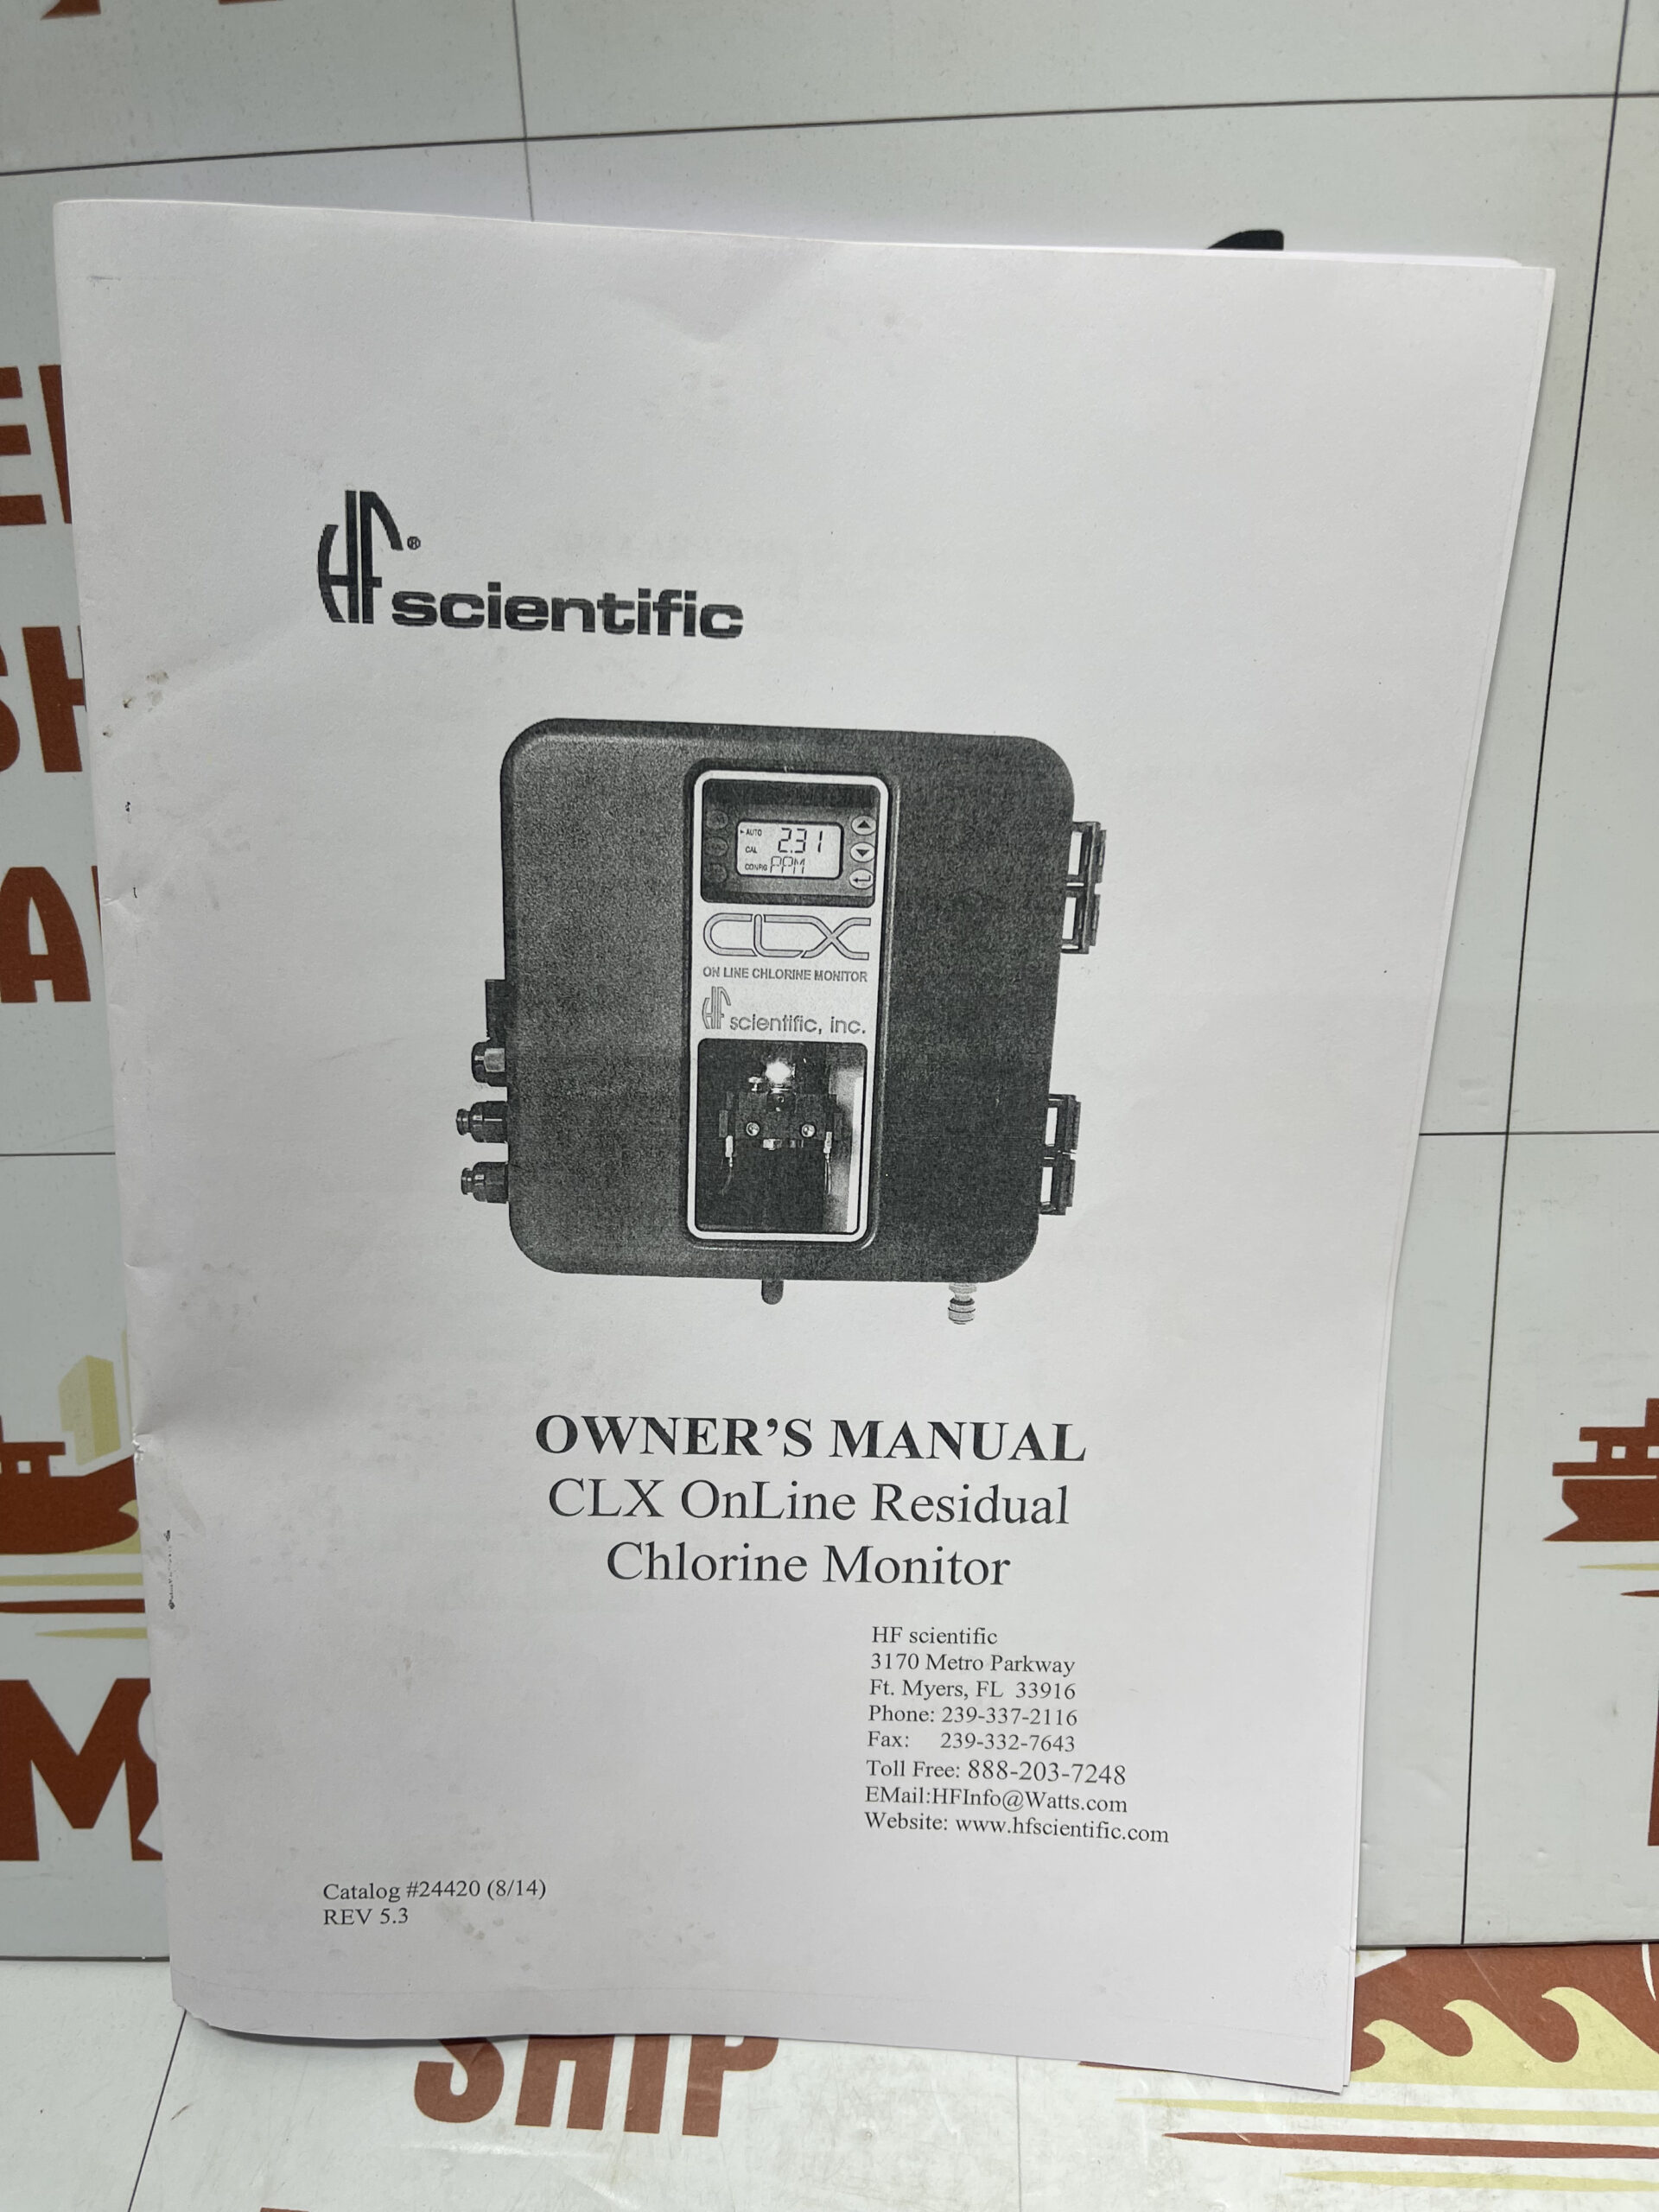 HF® scientific
AUTO 2.31
CAL
CONFIG PPM
CLX
ON LINE CHLORINE MONITOR
HF scientific, inc.
OWNER'S MANUAL
CLX OnLine Residual
Chlorine Monitor
HF scientific
3170 Metro Parkway
Ft. Myers, FL 33916
Phone: 239-337-2116
Fax: 239-332-7643
Toll Free: 888-203-7248
EMail:HFInfo@Watts.com
Website: www.hfscientific.com
Catalog #24420 (8/14)
REV 5.3
SHIP